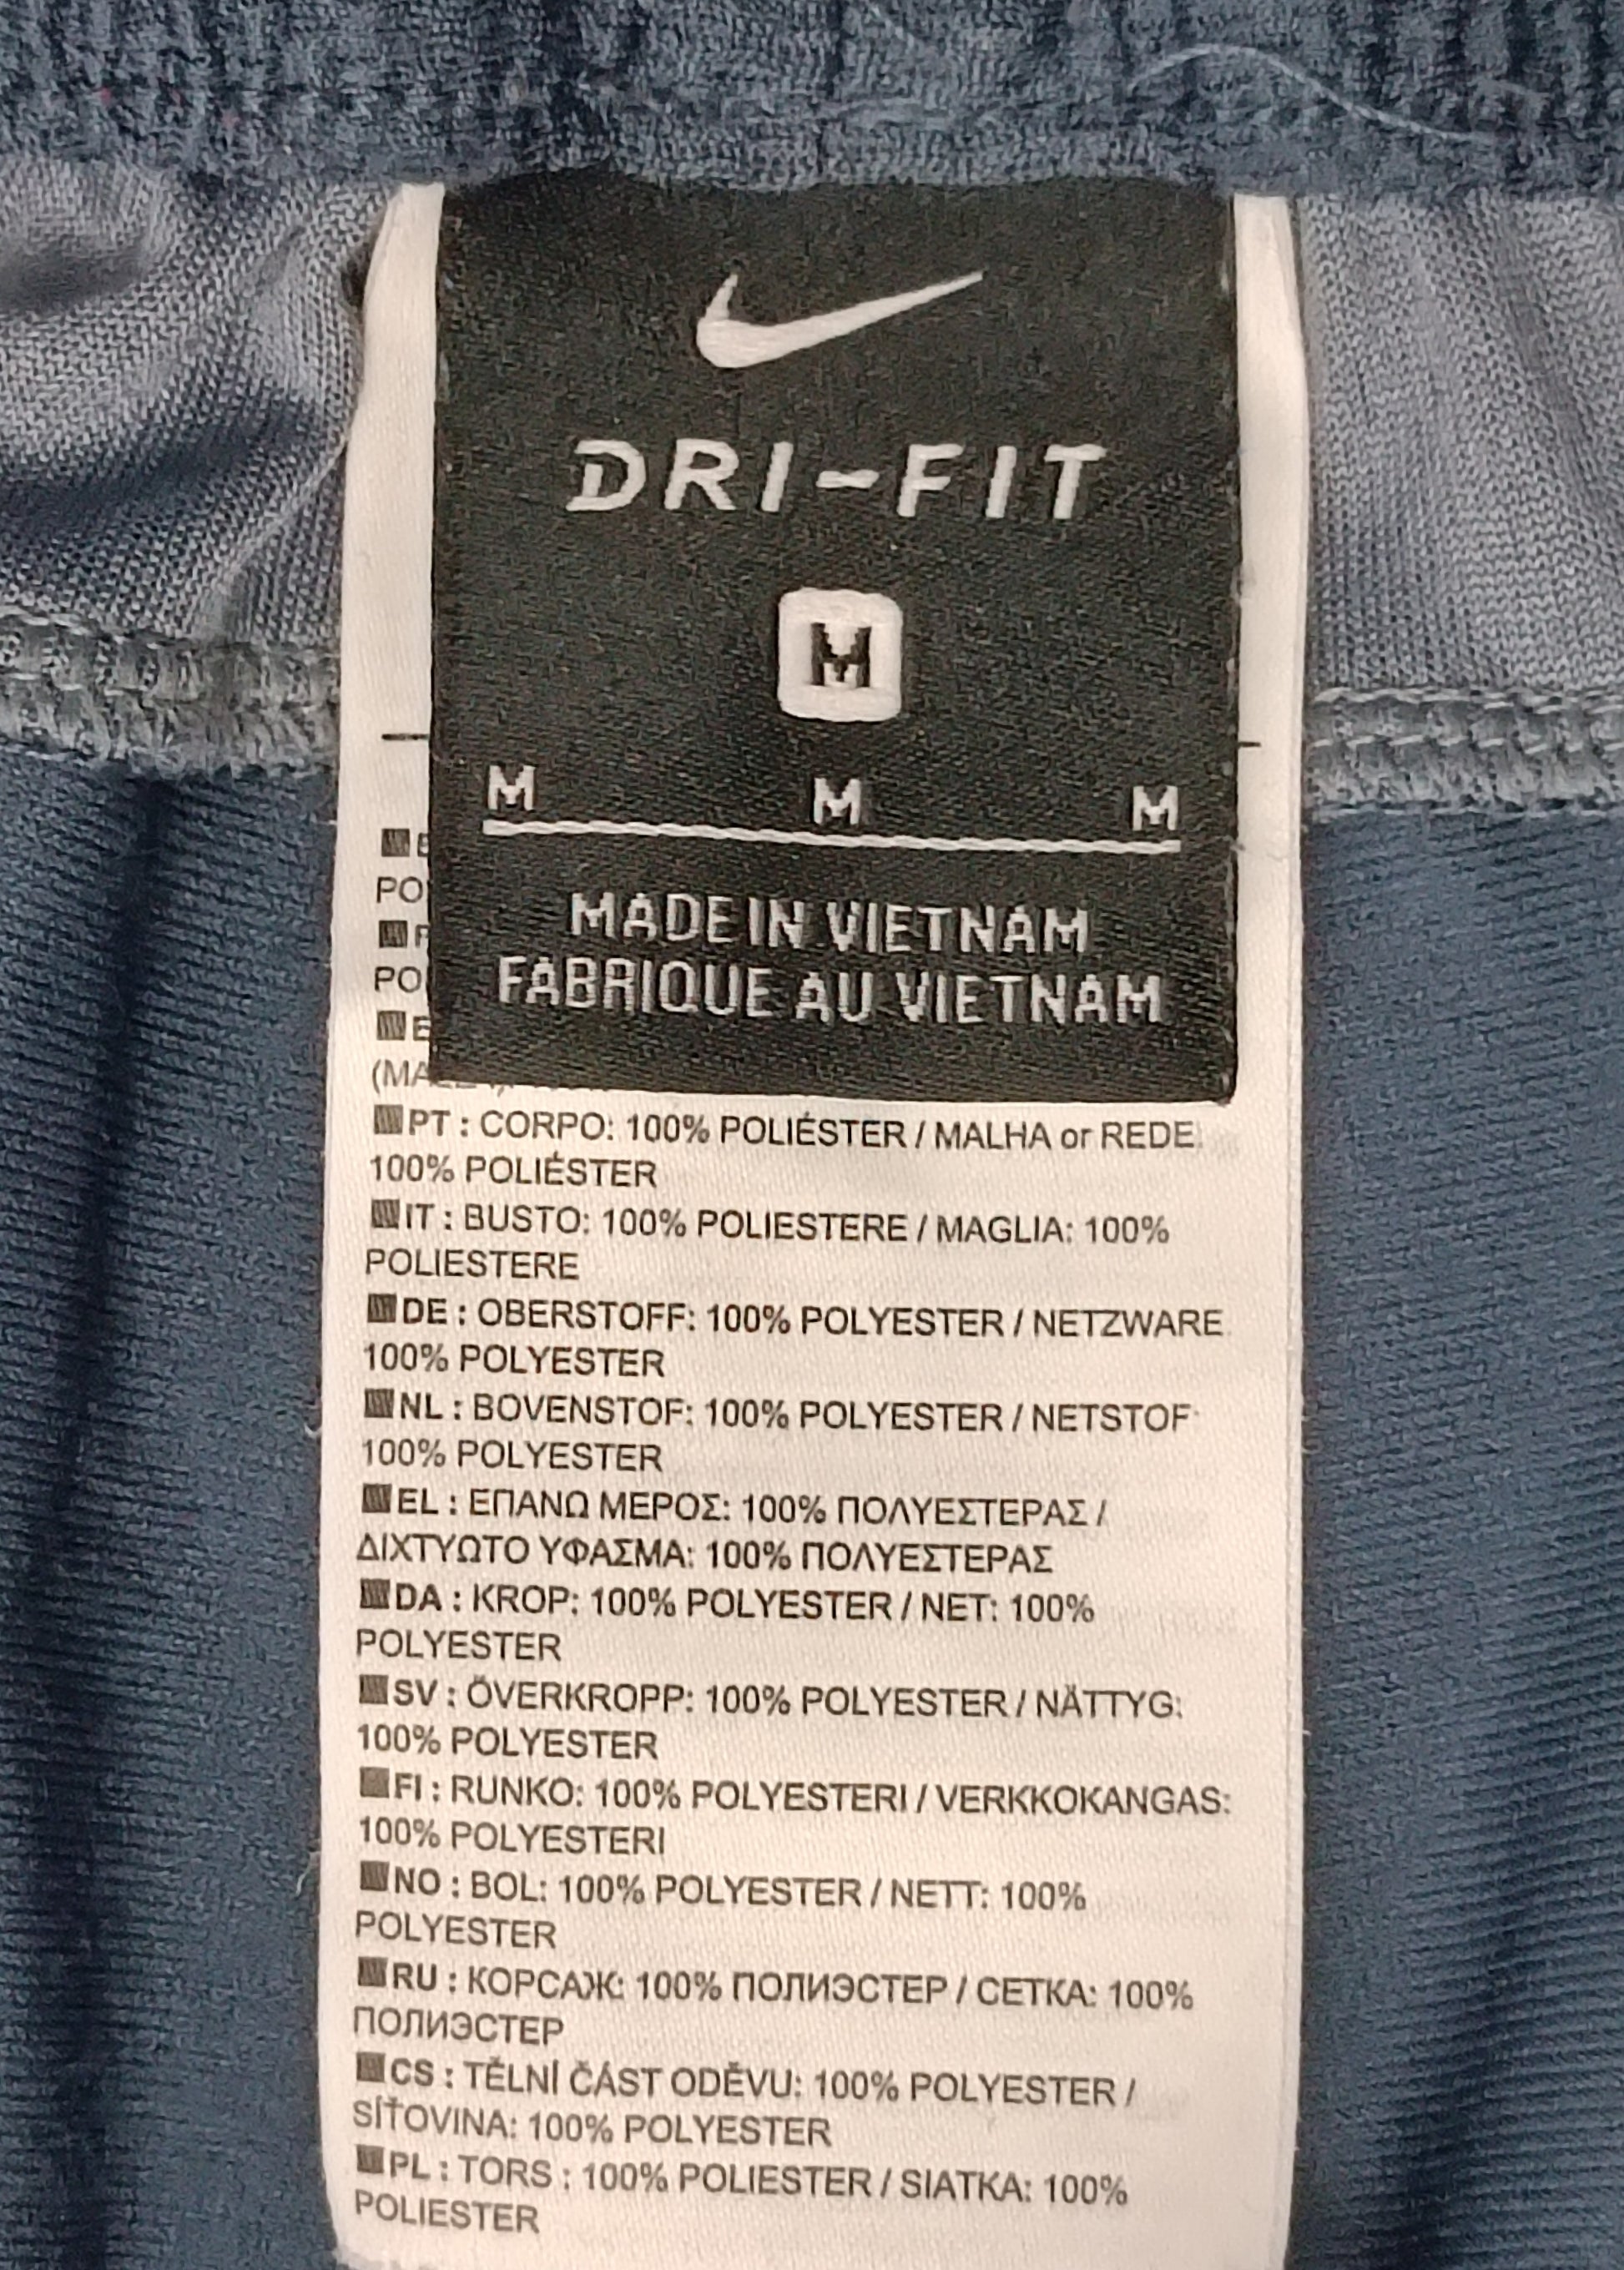 DRI-FIT
M
M M M
MADE IN VIETNAM
FABRIQUE AU VIETNAM
PT : CORPO: 100% POLIÉSTER / MALHA or REDE:
100% POLIÉSTER
IT : BUSTO: 100% POLIESTERE / MAGLIA: 100%
POLIESTERE
DE : OBERSTOFF: 100% POLYESTER / NETZWARE:
100% POLYESTER
NL : BOVENSTOF: 100% POLYESTER / NETSTOF:
100% POLYESTER
EL : ΕΠΑΝΩ ΜΕΡΟΣ: 100% ΠΟΛΥΕΣΤΕΡΑΣ /
ΔΙΧΤΥΩΤΟ ΥΦΑΣΜΑ: 100% ΠΟΛΥΕΣΤΕΡΑΣ
DA : KROP: 100% POLYESTER / NET: 100%
POLYESTER
SV : ÖVERKROPP: 100% POLYESTER / NÄTTYG:
100% POLYESTER
FI : RUNKO: 100% POLYESTERI / VERKKOKANGAS:
100% POLYESTERI
NO : BOL: 100% POLYESTER / NETT: 100%
POLYESTER
RU : КОРСАЖ: 100% ПОЛИЭСТЕР / СЕТКА: 100%
ПОЛИЭСТЕР
CS : TĚLNÍ ČÁST ODĚVU: 100% POLYESTER /
SÍŤOVINA: 100% POLYESTER
PL : TORS : 100% POLIESTER / SIATKA: 100%
POLIESTER